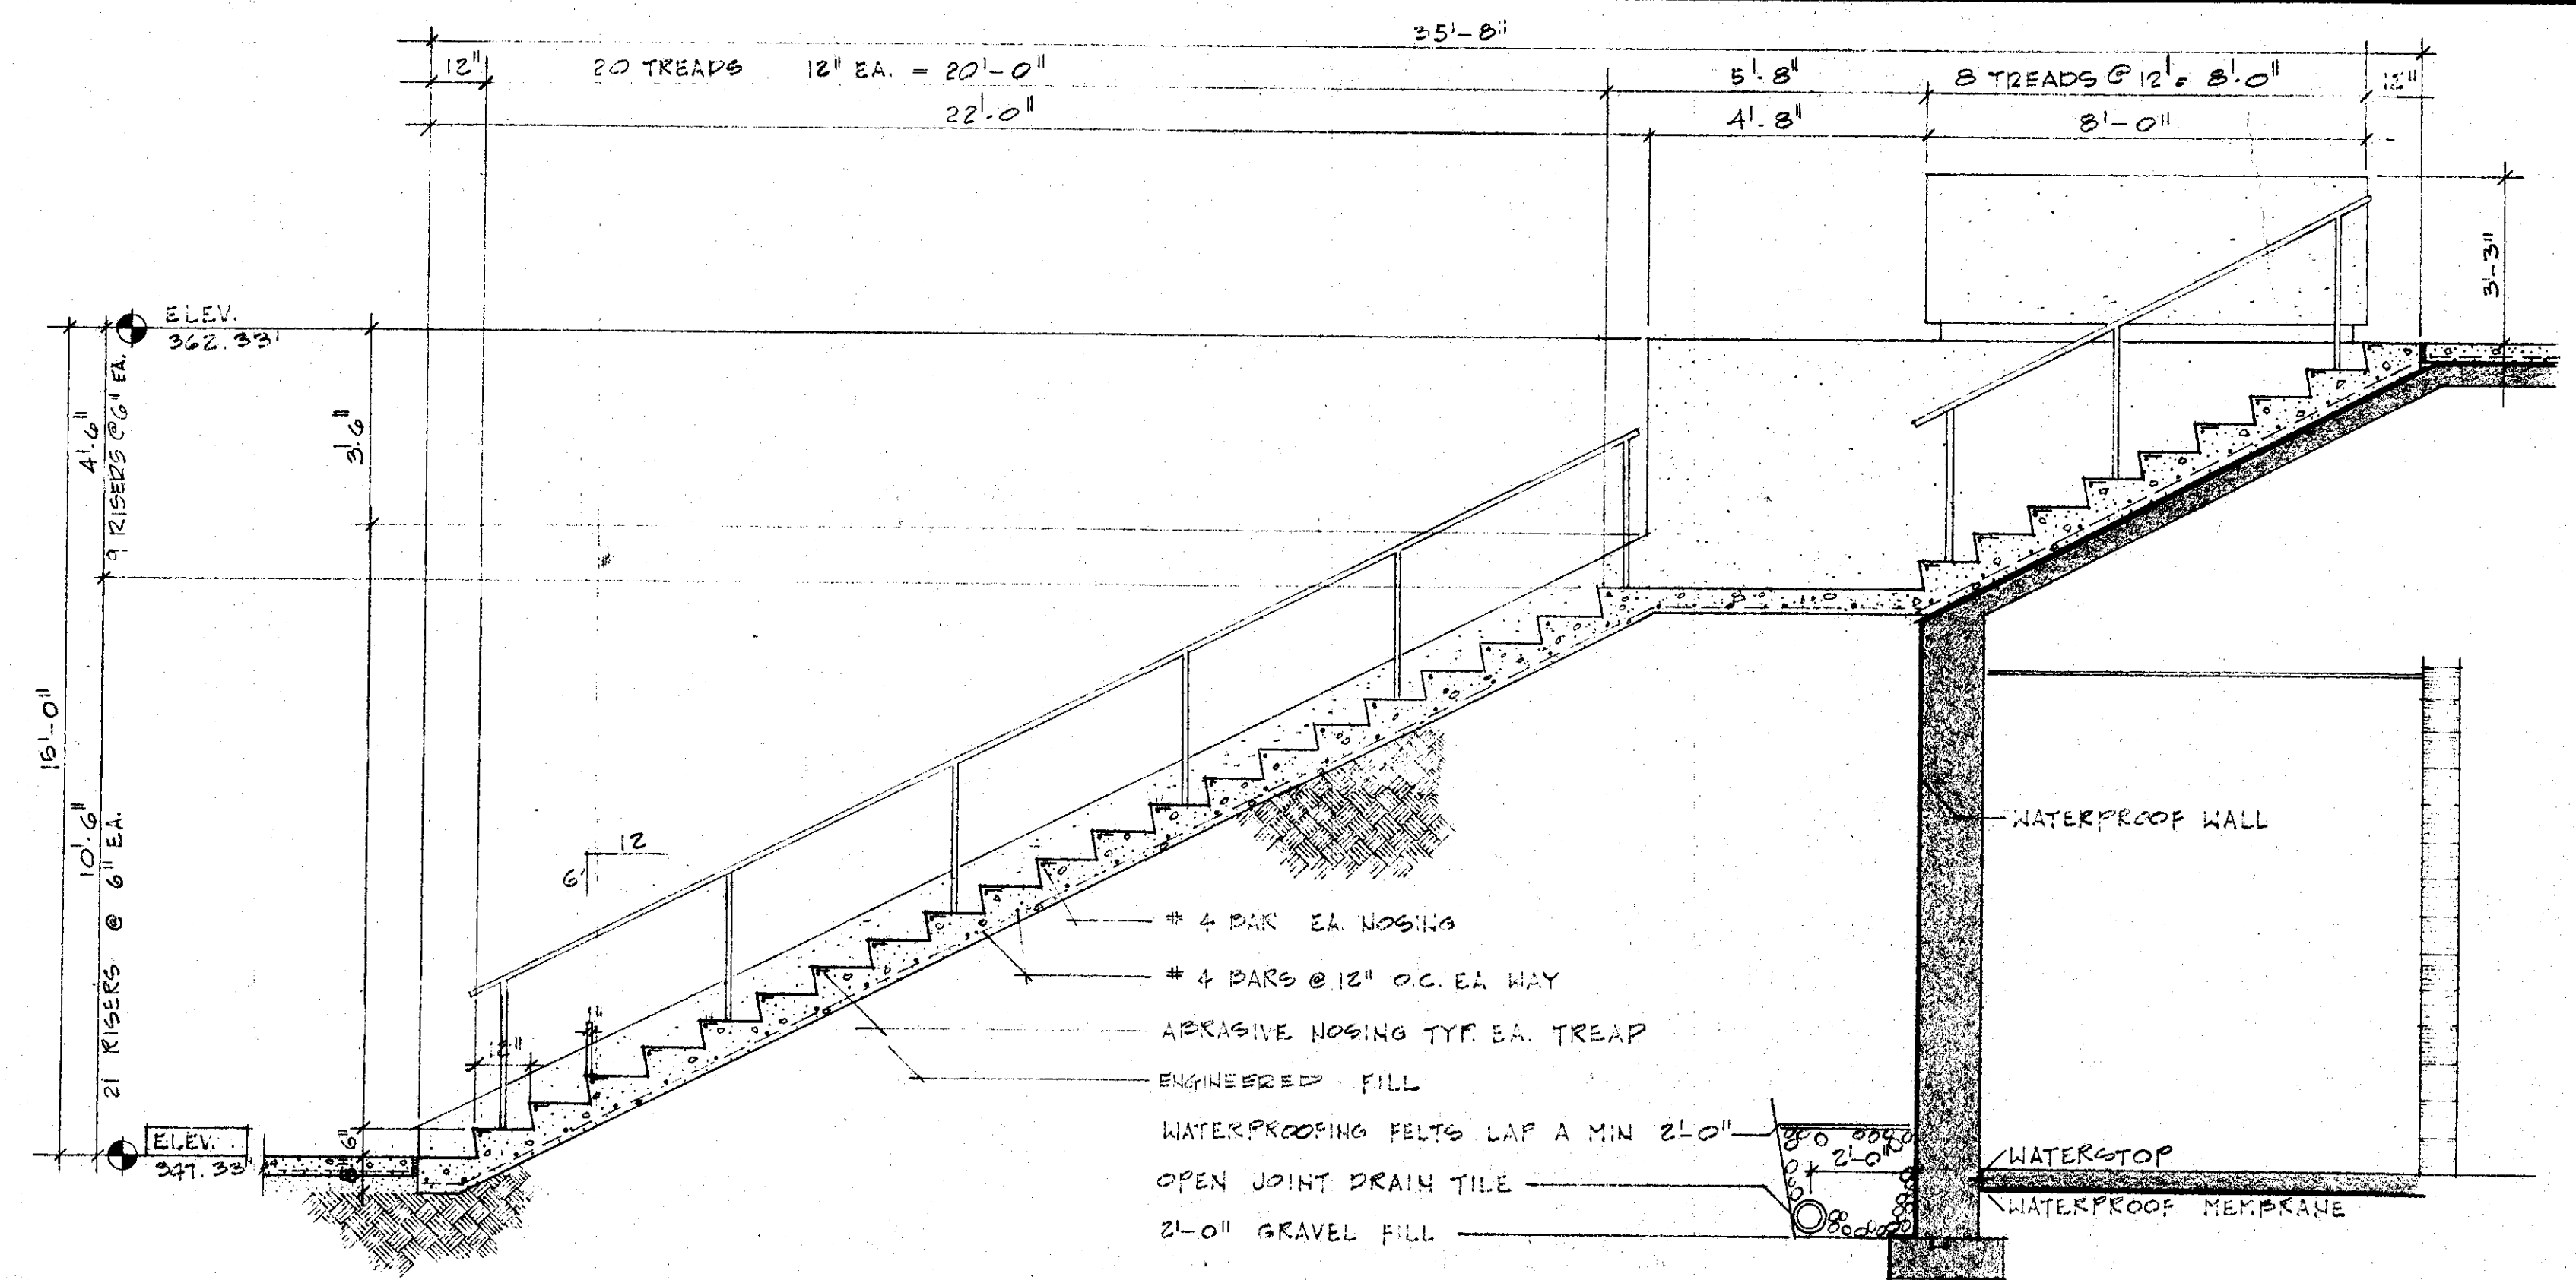 35'-8"
12"
20 TREADS 12" EA. = 20'-0"
5'-8"
8 TREADS @ 12' = 8'-0"
12"
22'-0"
4'-8"
8'-0"
3'-3"
ELEV.
362.33'
4'-6"
9 RISERS @ 6" EA.
3'-6"
15'-0"
10'-6"
21 RISERS @ 6" EA.
12
6'
WATERPROOF WALL
# 4 BAR EA. NOSING
# 4 BARS @ 12" O.C. EA WAY
1"
12"
ABRASIVE NOSING TYP. EA. TREAD
ENGINEERED FILL
WATERPROOFING FELTS LAP A MIN 2'-0"
2'-0"
ELEV.
347.33'
6"
8"
OPEN JOINT DRAIN TILE
2'-0" GRAVEL FILL
WATERSTOP
WATERPROOF MEMBRANE